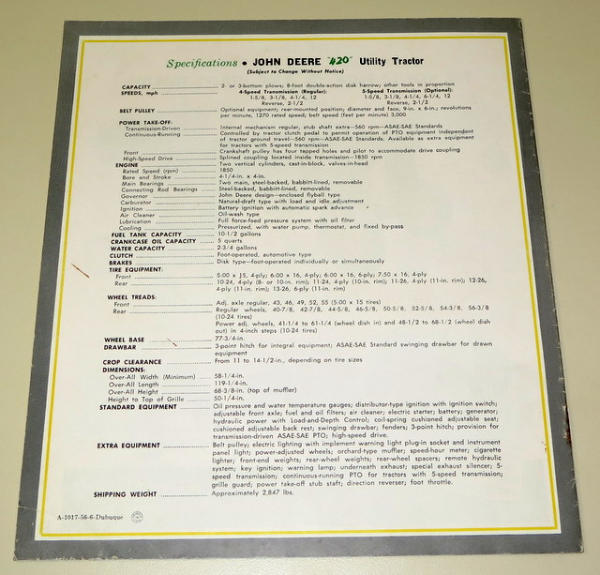 Specifications • JOHN DEERE "420" Utility Tractor
(Subject to Change Without Notice)
CAPACITY ... 2- or 3-bottom plows; 8-foot double-action disk harrow; other tools in proportion
SPEEDS, mph ... 4-Speed Transmission (Regular): 5-Speed Transmission (Optional):
1-5/8, 3-1/8, 4-1/4, 12 1-5/8, 3-1/8, 4-1/4, 6-1/4, 12
Reverse, 2-1/2 Reverse, 2-1/2
BELT PULLEY ... Optional equipment; rear-mounted position; diameter and face, 9-in. x 6-in.; revolutions
per minute, 1270 rated speed; belt speed (feet per minute) 3,000
POWER TAKE-OFF:
Transmission-Driven ... Internal mechanism regular, stub shaft extra—560 rpm—ASAE-SAE Standards
Continuous-Running ... Controlled by tractor clutch pedal to permit operation of PTO equipment independent
of tractor ground travel—560 rpm—ASAE-SAE Standards. Available as extra equipment
for tractors with 5-speed transmission
Front ... Crankshaft pulley has four tapped holes and pilot to accommodate drive coupling
High-Speed Drive ... Splined coupling located inside transmission—1850 rpm
ENGINE ... Two vertical cylinders, cast-in-block, valves-in-head
Rated Speed (rpm) ... 1850
Bore and Stroke ... 4-1/4-in. x 4-in.
Main Bearings ... Two main, steel-backed, babbitt-lined, removable
Connecting Rod Bearings ... Steel-backed, babbitt-lined, removable
Governor ... John Deere design—enclosed flyball type
Carburetor ... Natural-draft type with load and idle adjustment
Ignition ... Battery ignition with automatic spark advance
Air Cleaner ... Oil-wash type
Lubrication ... Full force-feed pressure system with oil filter
Cooling ... Pressurized, with water pump, thermostat, and fixed by-pass
FUEL TANK CAPACITY ... 10-1/2 gallons
CRANKCASE OIL CAPACITY ... 5 quarts
WATER CAPACITY ... 2-3/4 gallons
CLUTCH ... Foot-operated, automotive type
BRAKES ... Disk type—foot-operated individually or simultaneously
TIRE EQUIPMENT:
Front ... 5:00 x 15, 4-ply; 6:00 x 16, 4-ply; 6:00 x 16, 6-ply; 7:50 x 16, 4-ply
Rear ... 10-24, 4-ply (8- or 10-in. rim); 11-24, 4-ply (10-in. rim); 11-26, 4-ply (11-in. rim); 12-26,
4-ply (11-in. rim); 13-26, 6-ply (11-in. rim)
WHEEL TREADS:
Front ... Adj. axle regular, 43, 46, 49, 52, 55 (5:00 x 15 tires)
Rear ... Regular wheels, 40-7/8, 42-7/8, 44-5/8, 46-5/8, 50-5/8, 52-5/8, 54-3/8, 56-3/8
(10-24 tires)
Power adj. wheels, 41-1/4 to 61-1/4 (wheel dish in) and 48-1/2 to 68-1/2 (wheel dish
out) in 4-inch steps (10-24 tires)
WHEEL BASE ... 77-3/4-in.
DRAWBAR ... 3-point hitch for integral equipment; ASAE-SAE Standard swinging drawbar for drawn
equipment
CROP CLEARANCE ... From 11 to 14-1/2-in., depending on tire sizes
DIMENSIONS:
Over-All Width (Minimum) ... 58-1/4-in.
Over-All Length ... 119-1/4-in.
Over-All Height ... 68-3/8-in. (top of muffler)
Height to Top of Grille ... 50-1/4-in.
STANDARD EQUIPMENT ... Oil pressure and water temperature gauges; distributor-type ignition with ignition switch;
adjustable front axle; fuel and oil filters; air cleaner; electric starter; battery; generator;
hydraulic power with Load-and-Depth Control; coil-spring cushioned adjustable seat;
cushioned adjustable back rest; swinging drawbar; fenders; 3-point hitch; provision for
transmission-driven ASAE-SAE PTO; high-speed drive.
EXTRA EQUIPMENT ... Belt pulley; electric lighting with implement warning light plug-in socket and instrument
panel light; power-adjusted wheels; orchard-type muffler; speed-hour meter; cigarette
lighter; front-end weights; rear-wheel weights; rear-wheel spacers; remote hydraulic
system; key ignition; warning lamp; underneath exhaust; special exhaust silencer; 5-
speed transmission; continuous-running PTO for tractors with 5-speed transmission;
grille guard; power take-off stub shaft; direction reverser; foot throttle.
SHIPPING WEIGHT ... Approximately 2,847 lbs.
A-1017-56-6-Dubuque